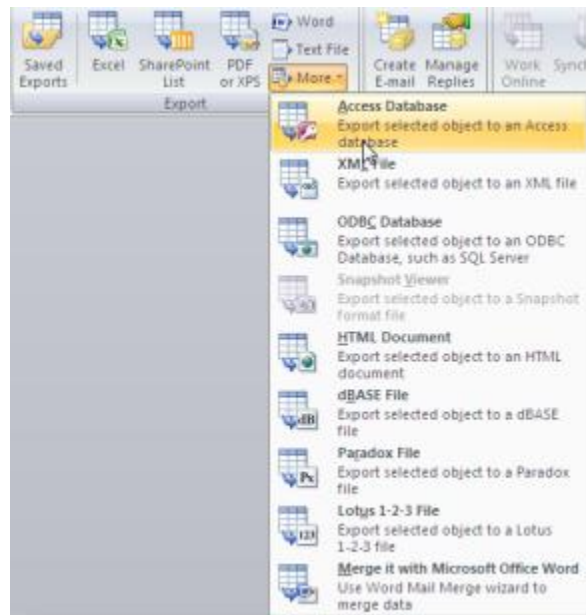 Word
Text File
More
Saved Exports
Excel
SharePoint List
PDF or XPS
Create E-mail
Manage Replies
Work Online
Export
Access Database
Export selected object to an Access
database
XML File
Export selected object to an XML file
ODBC Database
Export selected object to an ODBC
Database, such as SQL Server
Snapshot Viewer
Export selected object to a Snapshot
format file
HTML Document
Export selected object to an HTML
document
dBASE File
Export selected object to a dBASE
file
Paradox File
Export selected object to a Paradox
file
Lotus 1-2-3 File
Export selected object to a Lotus
1-2-3 file
Merge it with Microsoft Office Word
Use Word Mail Merge wizard to
merge data